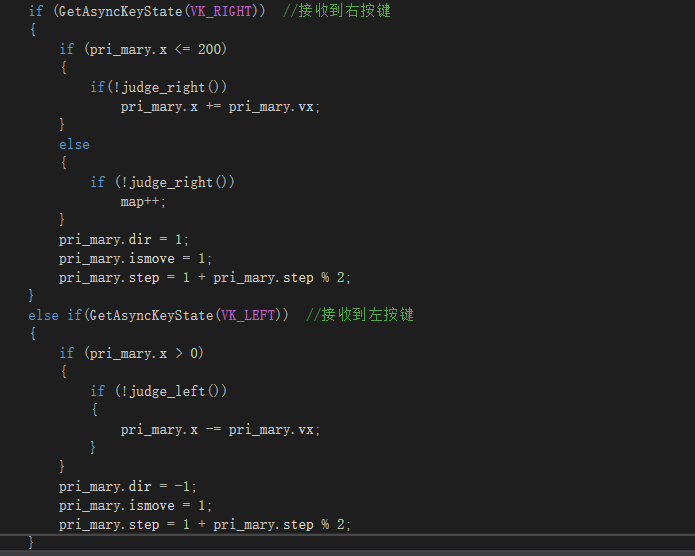 if (GetAsyncKeyState(VK_RIGHT))  //接收到右按键
{
    if (pri_mary.x <= 200)
    {
        if(!judge_right())
            pri_mary.x += pri_mary.vx;
    }
    else
    {
        if (!judge_right())
            map++;
    }
    pri_mary.dir = 1;
    pri_mary.ismove = 1;
    pri_mary.step = 1 + pri_mary.step % 2;
}
else if(GetAsyncKeyState(VK_LEFT))  //接收到左按键
{
    if (pri_mary.x > 0)
    {
        if (!judge_left())
        {
            pri_mary.x -= pri_mary.vx;
        }
    }
    pri_mary.dir = -1;
    pri_mary.ismove = 1;
    pri_mary.step = 1 + pri_mary.step % 2;
}